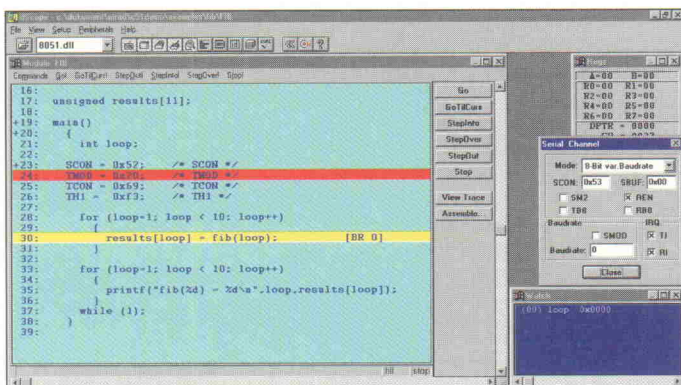 File View Setup Peripherals Help
8051.dll
Module FIB
Commands Go! GoTilCurs! StepOut! StepInto! StepOver! Stop!
16:
17: unsigned results[11];
18:
+19: main()
+20: {
21: int loop;
22:
+23: SCON = 0x52; /* SCON */
24: TMOD = 0x20; /* TMOD */
25: TCON = 0x69; /* TCON */
26: TH1 = 0xf3; /* TH1 */
27:
28: for (loop=1; loop < 10; loop++)
29: {
30: results[loop] = fib(loop); [BR 0]
31: }
32:
33: for (loop=1; loop < 10; loop++)
34: {
35: printf("fib(%d) = %d\n",loop,results[loop]);
36: }
37: while (1);
38: }
39:
fib stop
Go
GoTilCurs
StepInto
StepOver
StepOut
Stop
View Trace
Assemble...
Regs
A=00 B=00
R0=00 R1=00
R2=00 R3=00
R4=00 R5=00
R6=00 R7=00
DPTR = 0000
Serial Channel
Mode: 8-Bit var.Baudrate
SCON: 0x53 SBUF: 0x00
SM2 REN
TB8 RB8
Baudrate IRQ
SMOD TI
Baudrate: 0 RI
Close
Watch
(00) loop 0x0000